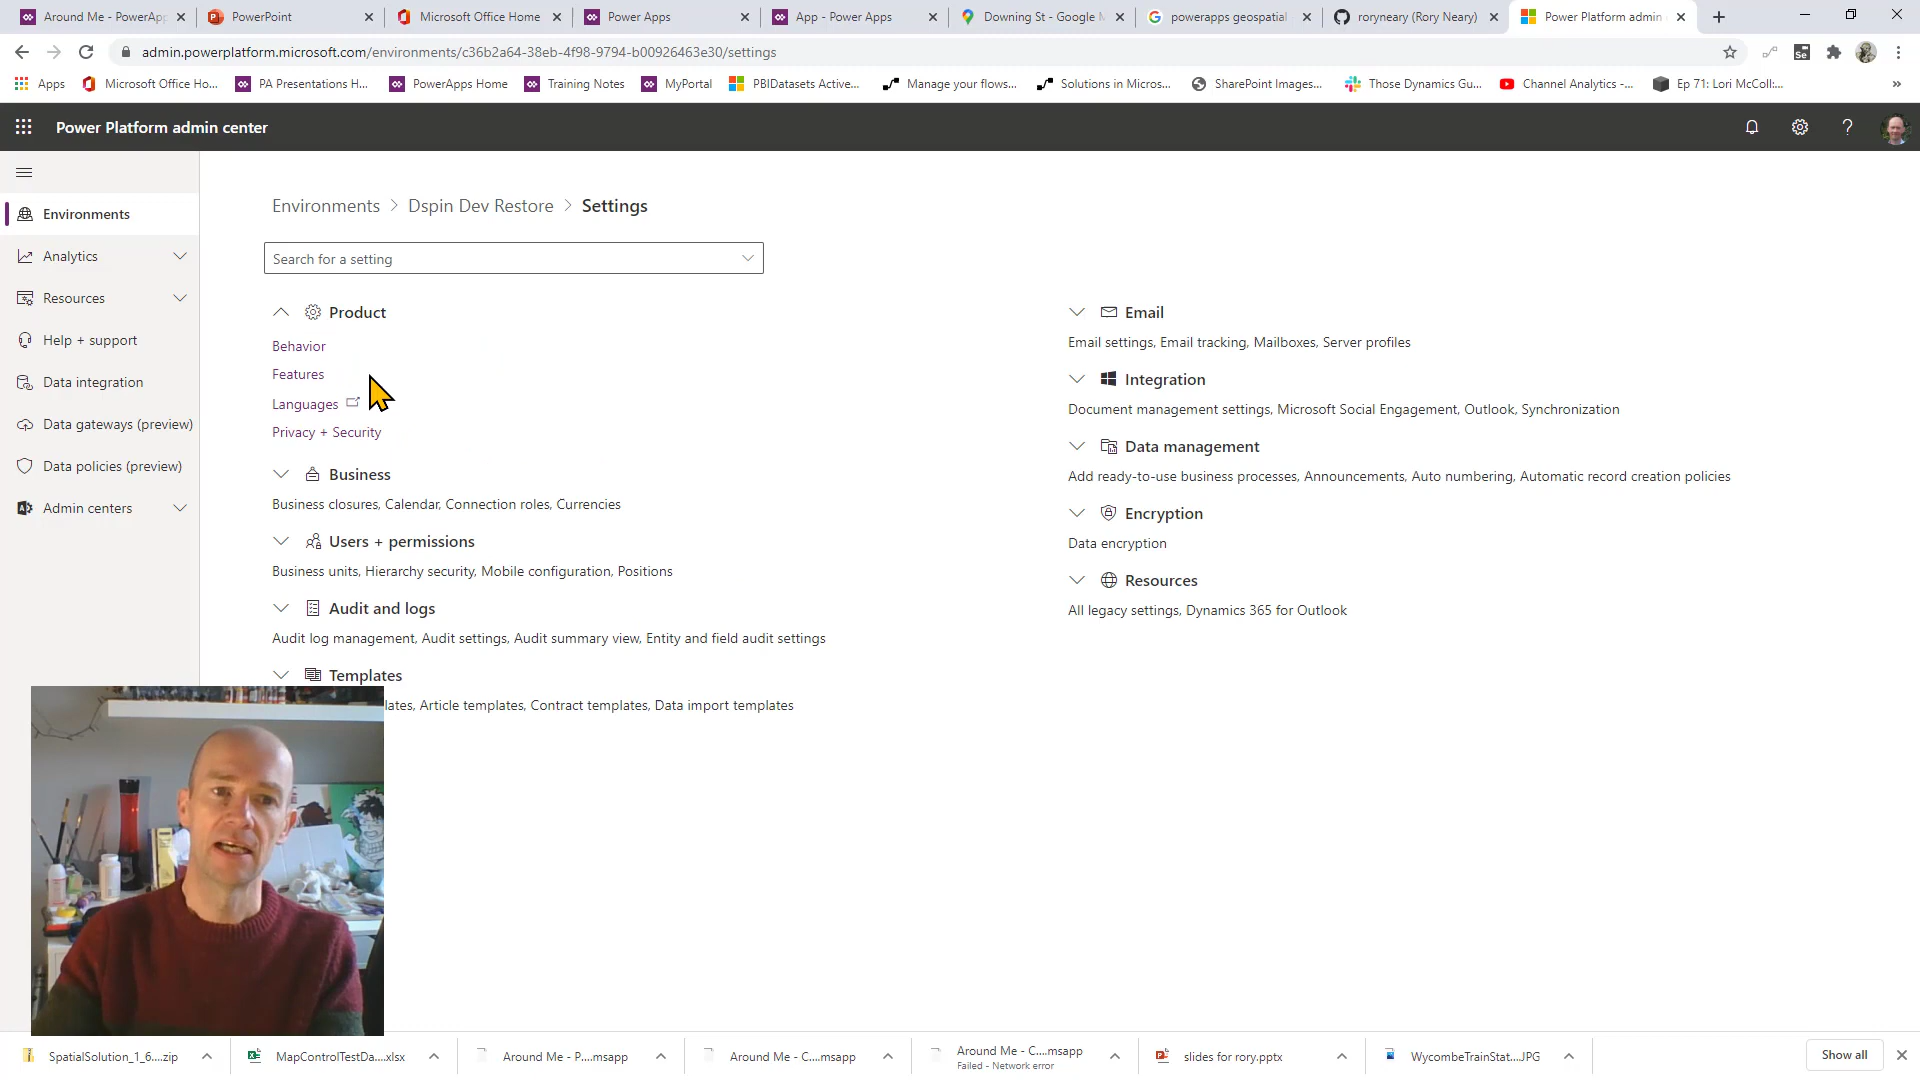 Around Me - PowerApp
PowerPoint
Microsoft Office Home
Power Apps
App - Power Apps
Downing St - Google M
powerapps geospatial
roryneary (Rory Neary)
Power Platform admin
admin.powerplatform.microsoft.com/environments/c36b2a64-38eb-4f98-9794-b00926463e30/settings
Apps
Microsoft Office Ho...
PA Presentations H...
PowerApps Home
Training Notes
MyPortal
PBIDatasets Active...
Manage your flows...
Solutions in Micros...
SharePoint Images...
Those Dynamics Gu...
Channel Analytics -...
Ep 71: Lori McColl:...
Power Platform admin center
Environments
Analytics
Resources
Help + support
Data integration
Data gateways (preview)
Data policies (preview)
Admin centers
Environments > Dspin Dev Restore > Settings
Search for a setting
Product
Behavior
Features
Languages
Privacy + Security
Business
Business closures, Calendar, Connection roles, Currencies
Users + permissions
Business units, Hierarchy security, Mobile configuration, Positions
Audit and logs
Audit log management, Audit settings, Audit summary view, Entity and field audit settings
Templates
lates, Article templates, Contract templates, Data import templates
Email
Email settings, Email tracking, Mailboxes, Server profiles
Integration
Document management settings, Microsoft Social Engagement, Outlook, Synchronization
Data management
Add ready-to-use business processes, Announcements, Auto numbering, Automatic record creation policies
Encryption
Data encryption
Resources
All legacy settings, Dynamics 365 for Outlook
SpatialSolution_1_6....zip
MapControlTestDa....xlsx
Around Me - P....msapp
Around Me - C....msapp
Around Me - C....msapp
Failed - Network error
slides for rory.pptx
WycombeTrainStat....JPG
Show all